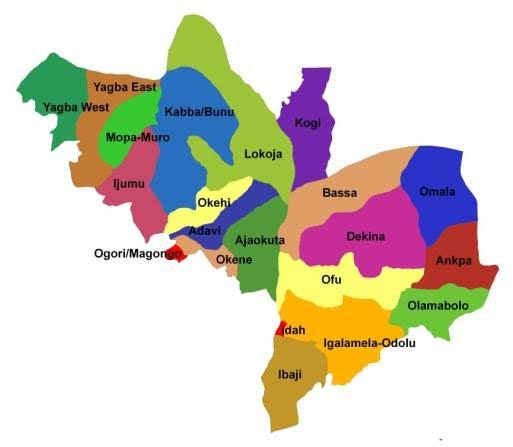 Yagba East
Yagba West
Kabba/Bunu
Kogi
Mopa-Muro
Lokoja
Ijumu
Bassa
Omala
Okehi
Adavi
Dekina
Ajaokuta
Ogori/Magongo
Okene
Ankpa
Ofu
Olamabolo
Idah
Igalamela-Odolu
Ibaji